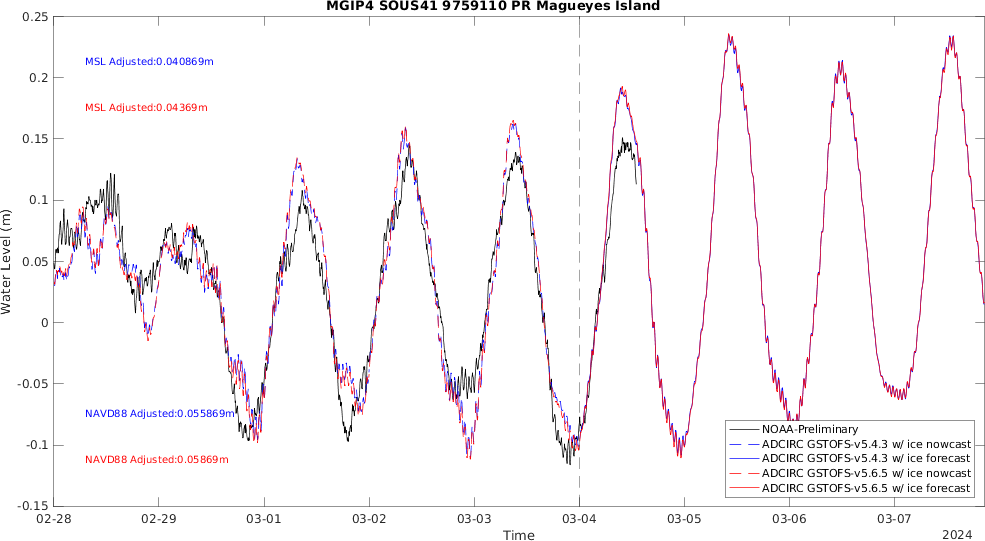 MGIP4 SOUS41 9759110 PR Magueyes Island
0.25
0.2
0.15
0.1
0.05
0
-0.05
-0.1
-0.15
Water Level (m)
MSL Adjusted:0.040869m
MSL Adjusted:0.04369m
NAVD88 Adjusted:0.055869m
NAVD88 Adjusted:0.05869m
NOAA-Preliminary
ADCIRC GSTOFS-v5.4.3 w/ ice nowcast
ADCIRC GSTOFS-v5.4.3 w/ ice forecast
ADCIRC GSTOFS-v5.6.5 w/ ice nowcast
ADCIRC GSTOFS-v5.6.5 w/ ice forecast
02-28 02-29 03-01 03-02 03-03 03-04 03-05 03-06 03-07
Time
2024